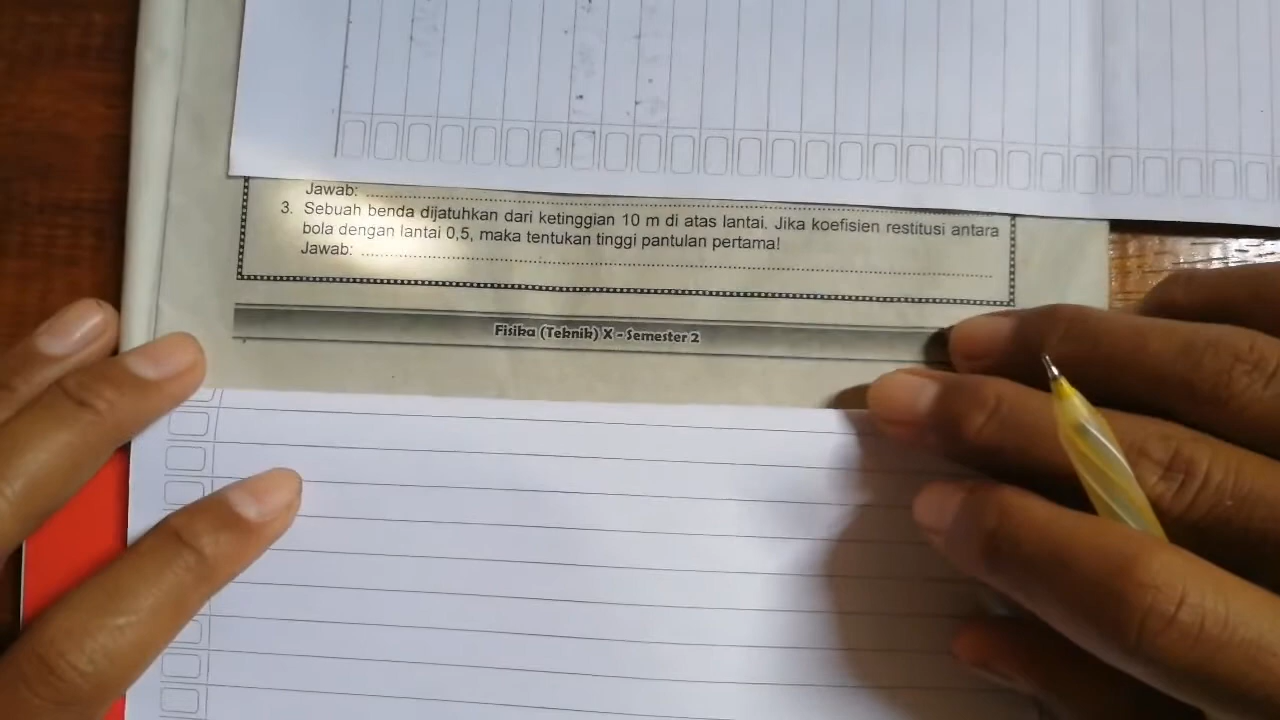 Jawab: ........................................................................
3. Sebuah benda dijatuhkan dari ketinggian 10 m di atas lantai. Jika koefisien restitusi antara
bola dengan lantai 0,5, maka tentukan tinggi pantulan pertama!
Jawab: ........................................................................
Fisika (Teknik) X - Semester 2